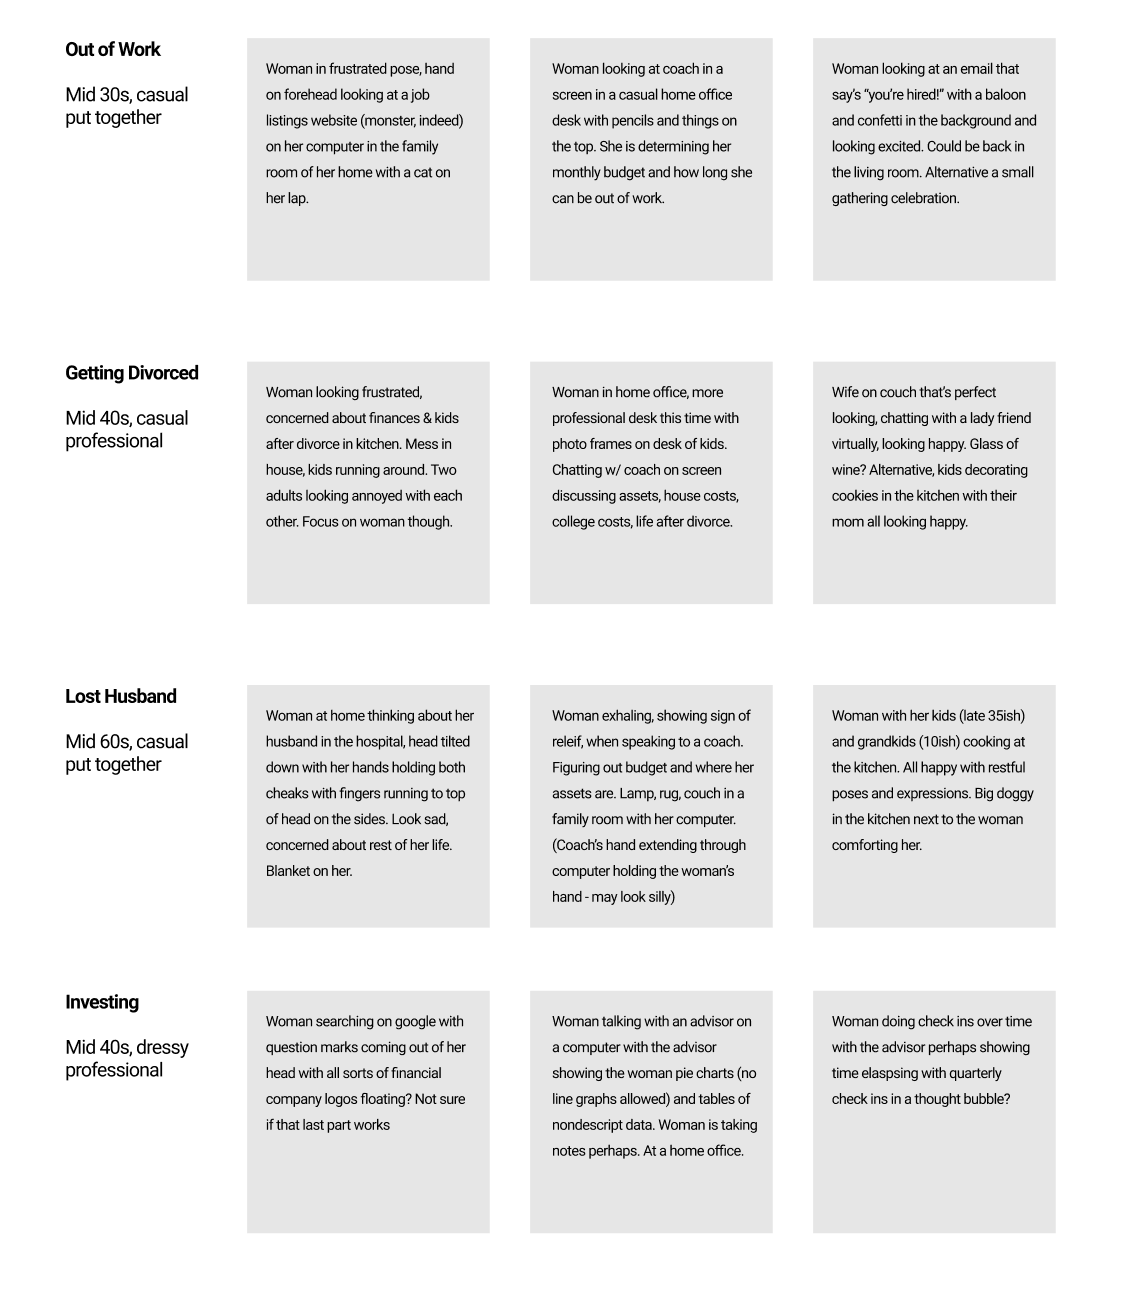 Out of Work
Mid 30s, casual
put together
Woman in frustrated pose, hand
on forehead looking at a job
listings website (monster, indeed)
on her computer in the family
room of her home with a cat on
her lap.
Woman looking at coach in a
screen in a casual home office
desk with pencils and things on
the top. She is determining her
monthly budget and how long she
can be out of work.
Woman looking at an email that
say's "you're hired!" with a baloon
and confetti in the background and
looking excited. Could be back in
the living room. Alternative a small
gathering celebration.
Getting Divorced
Mid 40s, casual
professional
Woman looking frustrated,
concerned about finances & kids
after divorce in kitchen. Mess in
house, kids running around. Two
adults looking annoyed with each
other. Focus on woman though.
Woman in home office, more
professional desk this time with
photo frames on desk of kids.
Chatting w/ coach on screen
discussing assets, house costs,
college costs, life after divorce.
Wife on couch that's perfect
looking, chatting with a lady friend
virtually, looking happy. Glass of
wine? Alternative, kids decorating
cookies in the kitchen with their
mom all looking happy.
Lost Husband
Mid 60s, casual
put together
Woman at home thinking about her
husband in the hospital, head tilted
down with her hands holding both
cheaks with fingers running to top
of head on the sides. Look sad,
concerned about rest of her life.
Blanket on her.
Woman exhaling, showing sign of
releif, when speaking to a coach.
Figuring out budget and where her
assets are. Lamp, rug, couch in a
family room with her computer.
(Coach's hand extending through
computer holding the woman's
hand - may look silly)
Woman with her kids (late 35ish)
and grandkids (10ish) cooking at
the kitchen. All happy with restful
poses and expressions. Big doggy
in the kitchen next to the woman
comforting her.
Investing
Mid 40s, dressy
professional
Woman searching on google with
question marks coming out of her
head with all sorts of financial
company logos floating? Not sure
if that last part works
Woman talking with an advisor on
a computer with the advisor
showing the woman pie charts (no
line graphs allowed) and tables of
nondescript data. Woman is taking
notes perhaps. At a home office.
Woman doing check ins over time
with the advisor perhaps showing
time elaspsing with quarterly
check ins in a thought bubble?